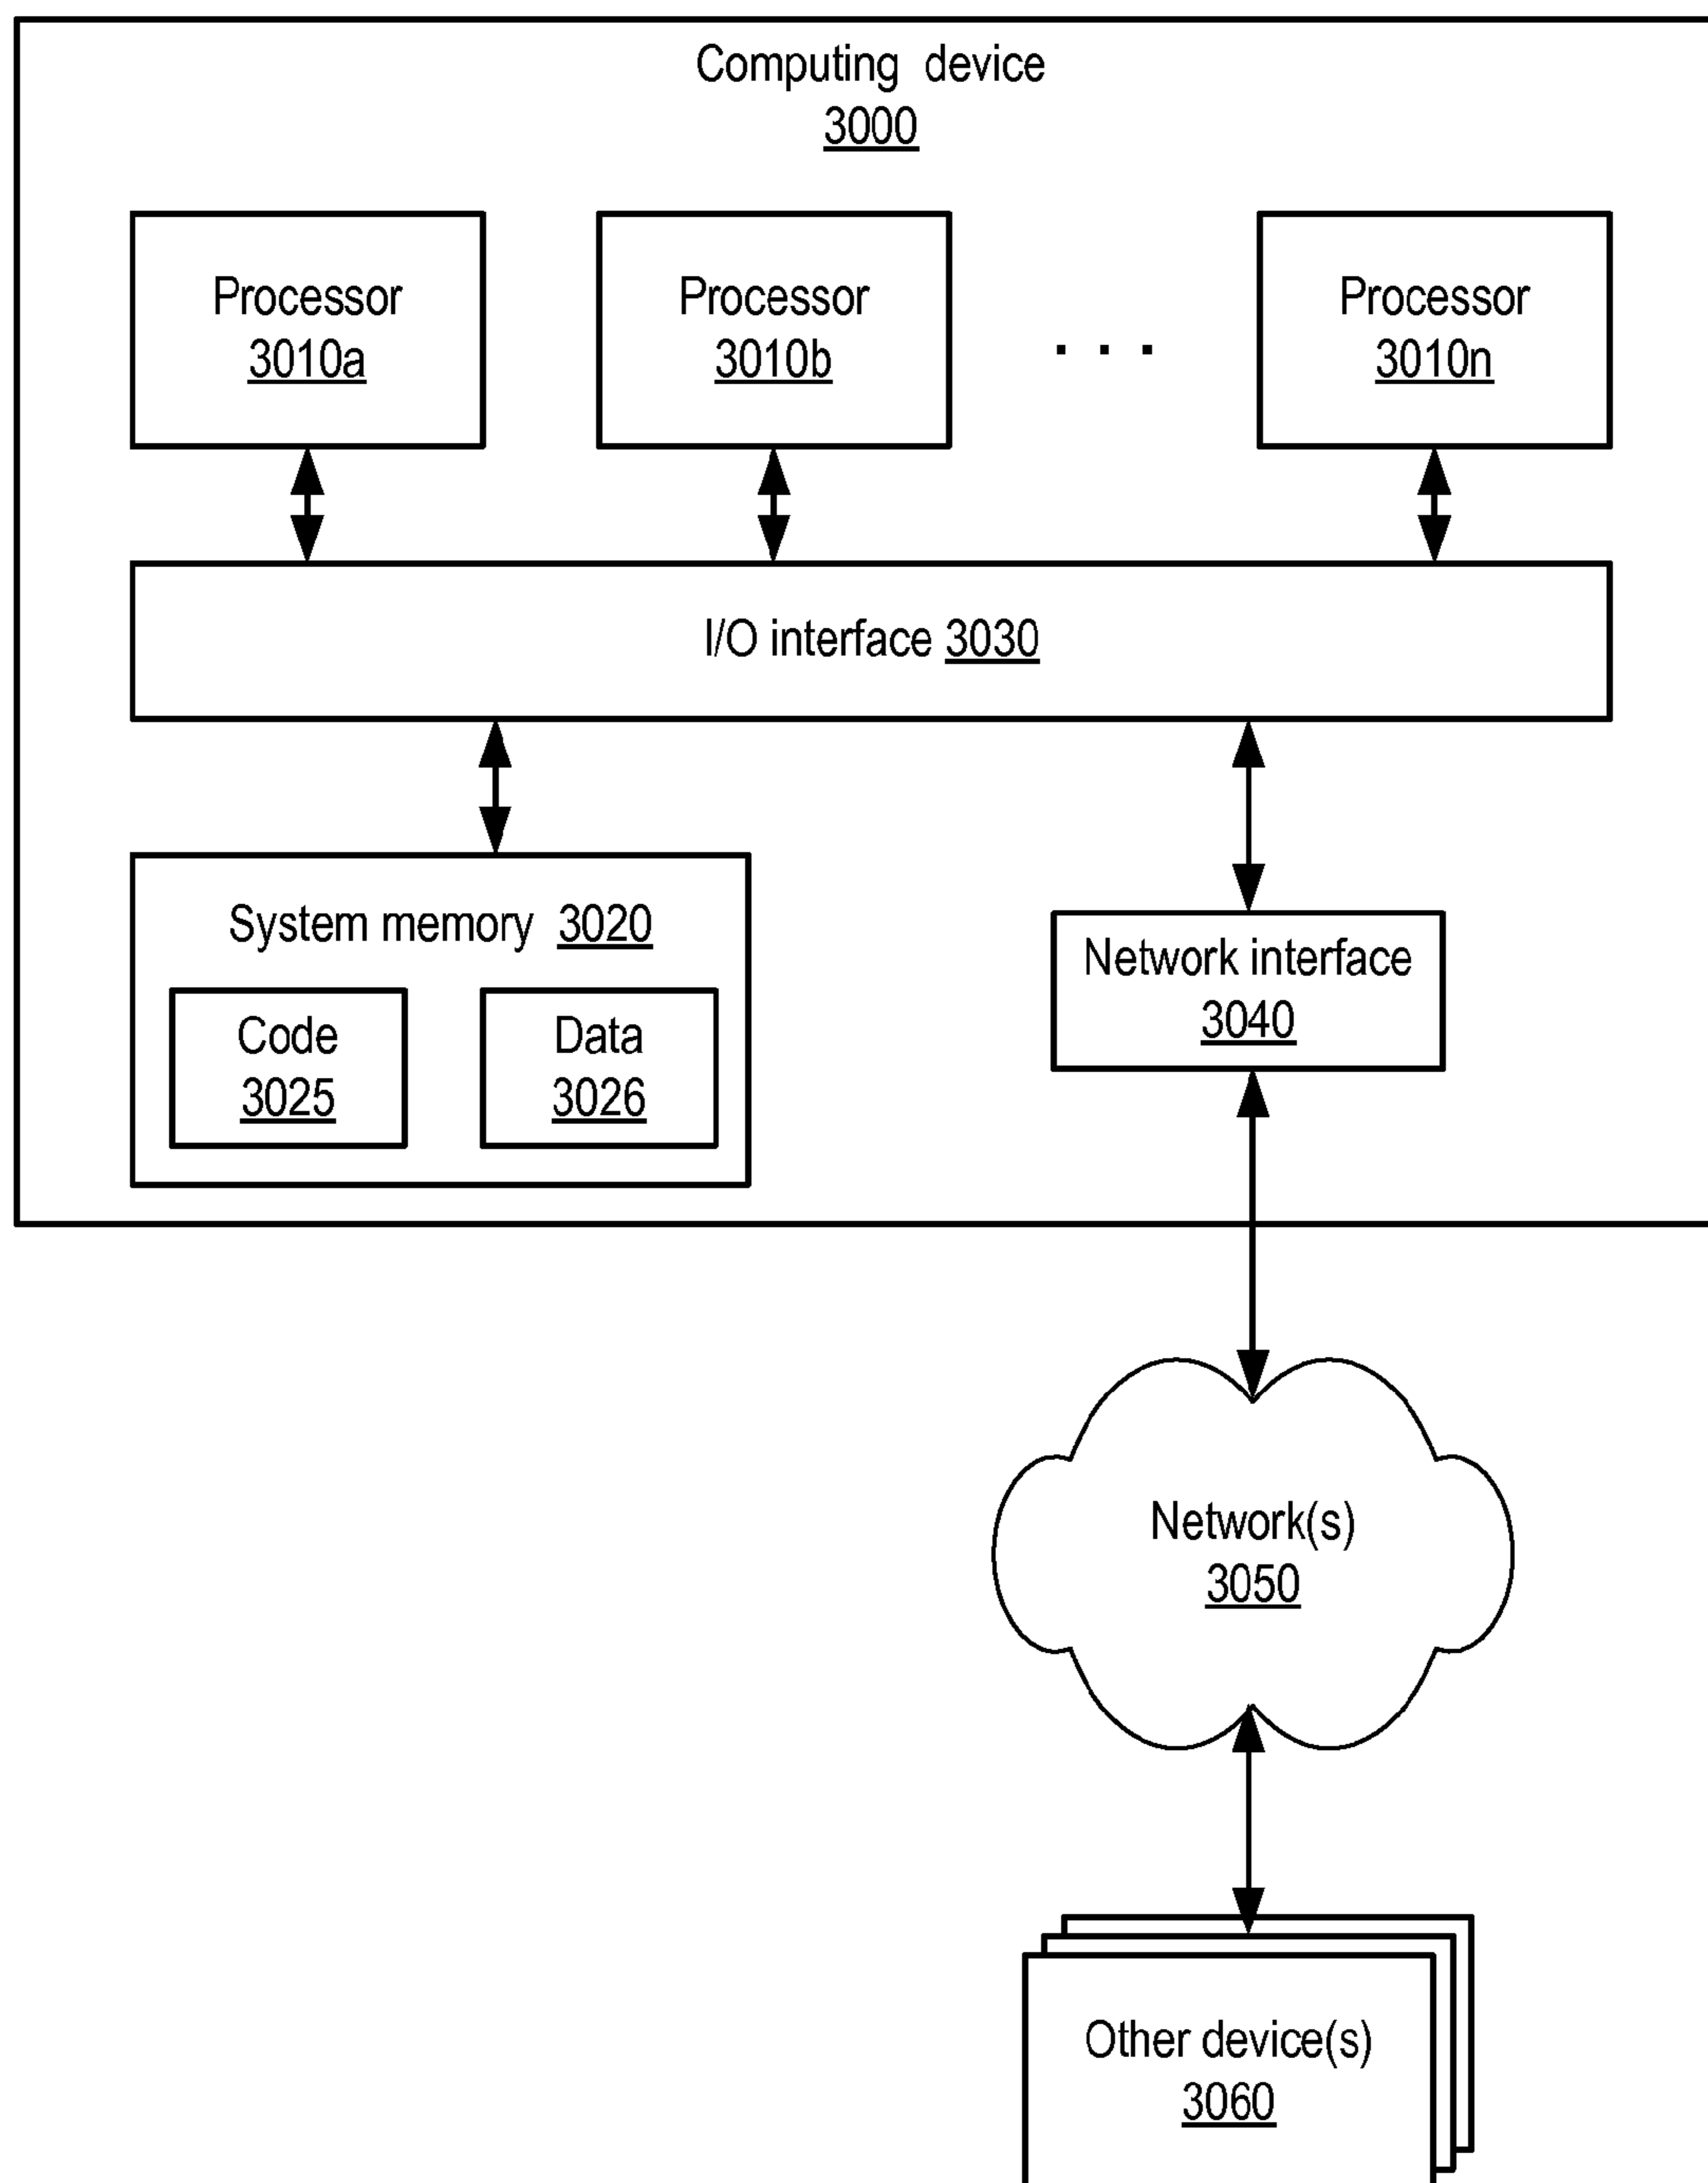 Computing device
3000
Processor
3010a
Processor
3010b
. . .
Processor
3010n
I/O interface 3030
System memory 3020
Code
3025
Data
3026
Network interface
3040
Network(s)
3050
Other device(s)
3060